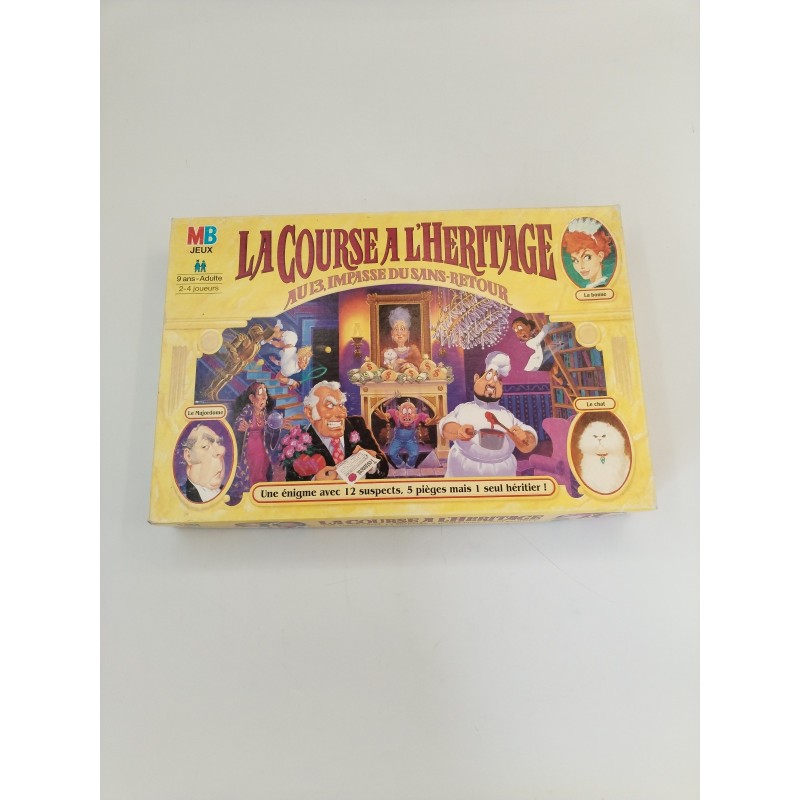 MB
JEUX
9 ans-Adulte
2-4 joueurs
LA COURSE A L'HERITAGE
AU 13, IMPASSE DU SANS-RETOUR
La bonne
Le Majordome
Le chat
Une énigme avec 12 suspects, 5 pièges mais 1 seul héritier !
LA COURSE A L'HERITAGE